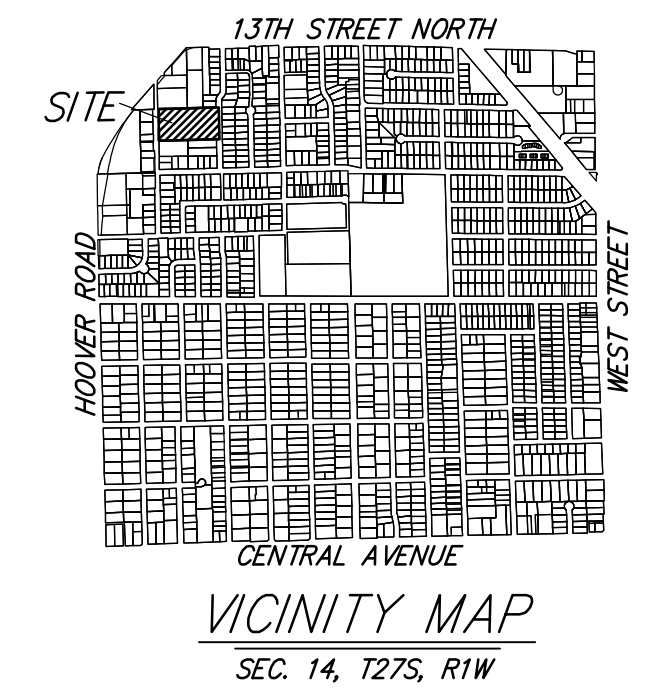 13TH STREET NORTH
SITE
HOOVER ROAD
WEST STREET
CENTRAL AVENUE
VICINITY MAP
SEC. 14, T27S, R1W